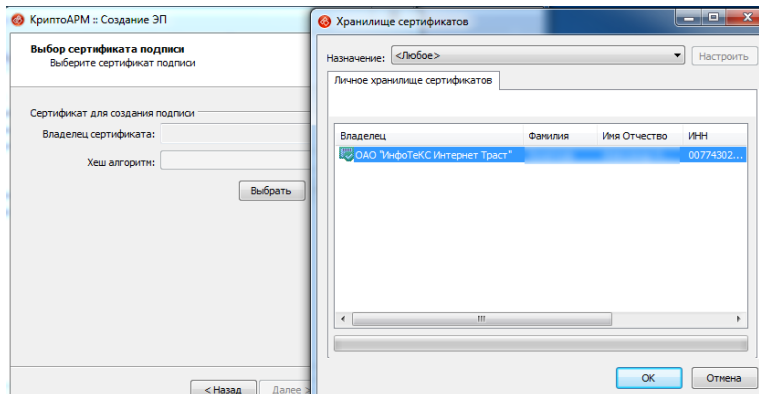 КриптоАРМ :: Создание ЭП
Выбор сертификата подписи
Выберите сертификат подписи
Сертификат для создания подписи
Владелец сертификата:
Хеш алгоритм:
Выбрать
< Назад
Далее >
Хранилище сертификатов
Назначение: <Любое> Настроить
Личное хранилище сертификатов
Владелец Фамилия Имя Отчество ИНН
ОАО "ИнфоТеКС Интернет Траст" 00774302...
ОК Отмена